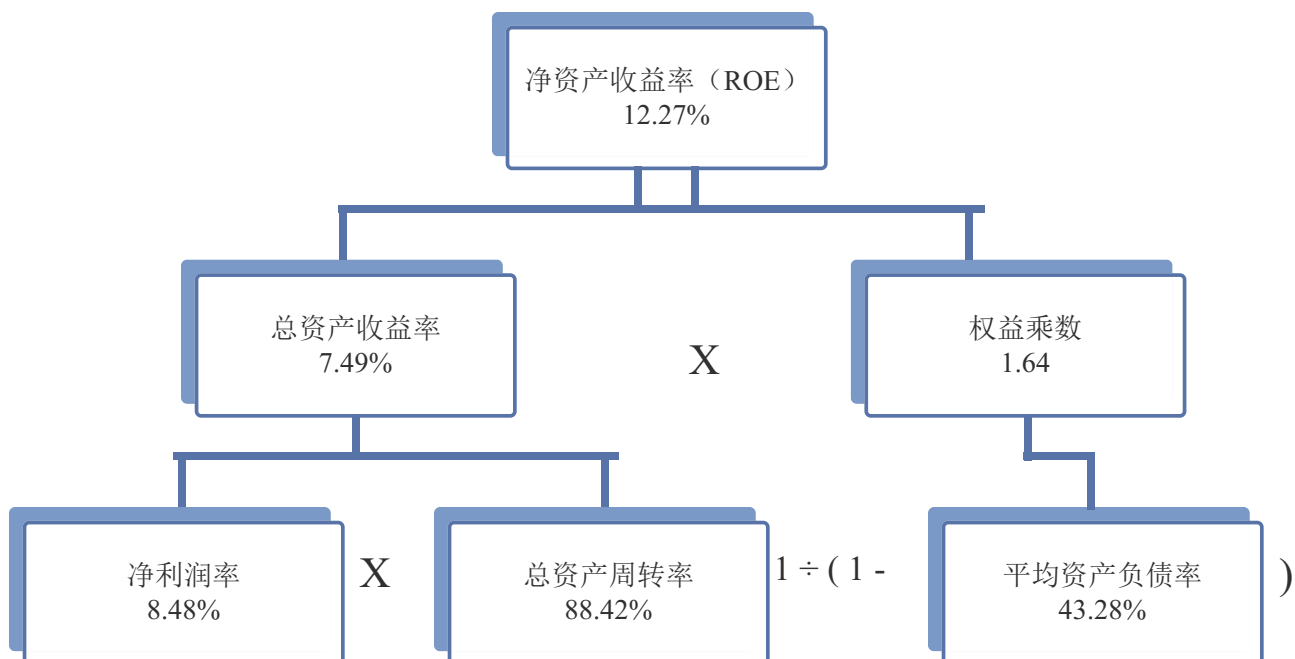 净资产收益率（ROE）
12.27%
总资产收益率
7.49%
X
权益乘数
1.64
净利润率
8.48%
X
总资产周转率
88.42%
1 ÷ ( 1 -
平均资产负债率
43.28%
)